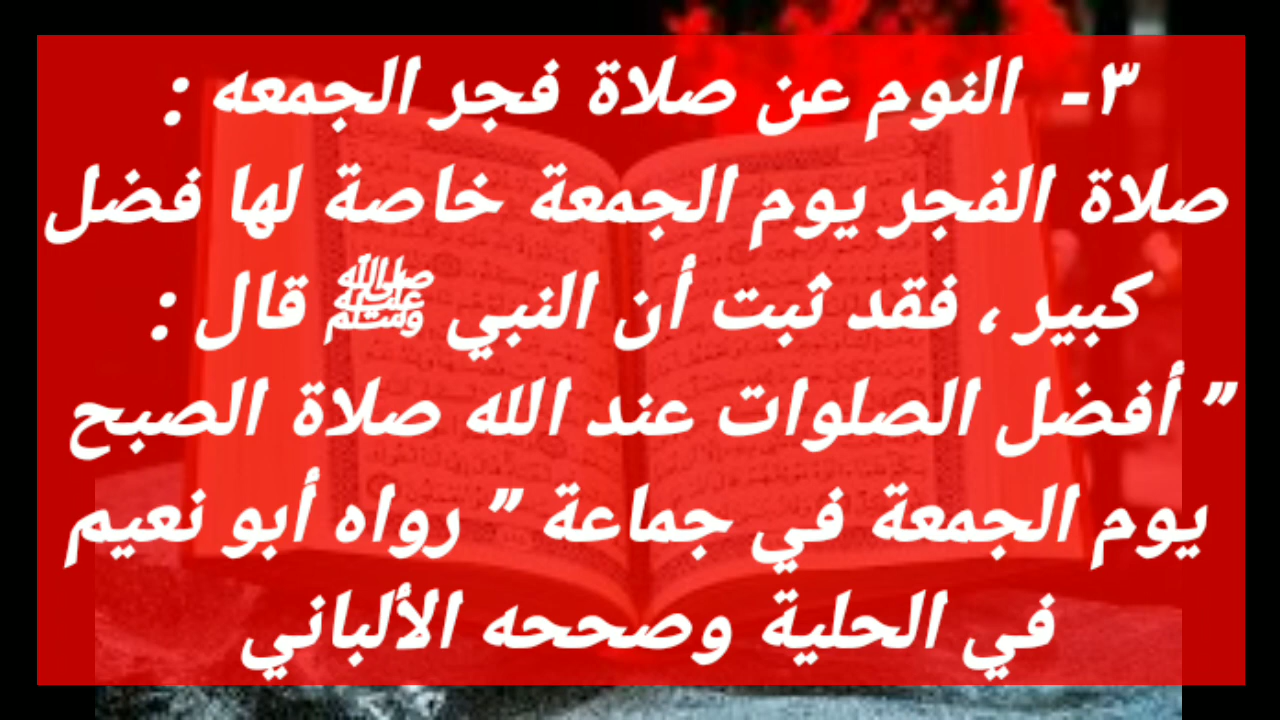 ٣- النوم عن صلاة فجر الجمعه :
صلاة الفجر يوم الجمعة خاصة لها فضل
كبير ، فقد ثبت أن النبي ﷺ قال :
" أفضل الصلوات عند الله صلاة الصبح
يوم الجمعة في جماعة " رواه أبو نعيم
في الحلية وصححه الألباني